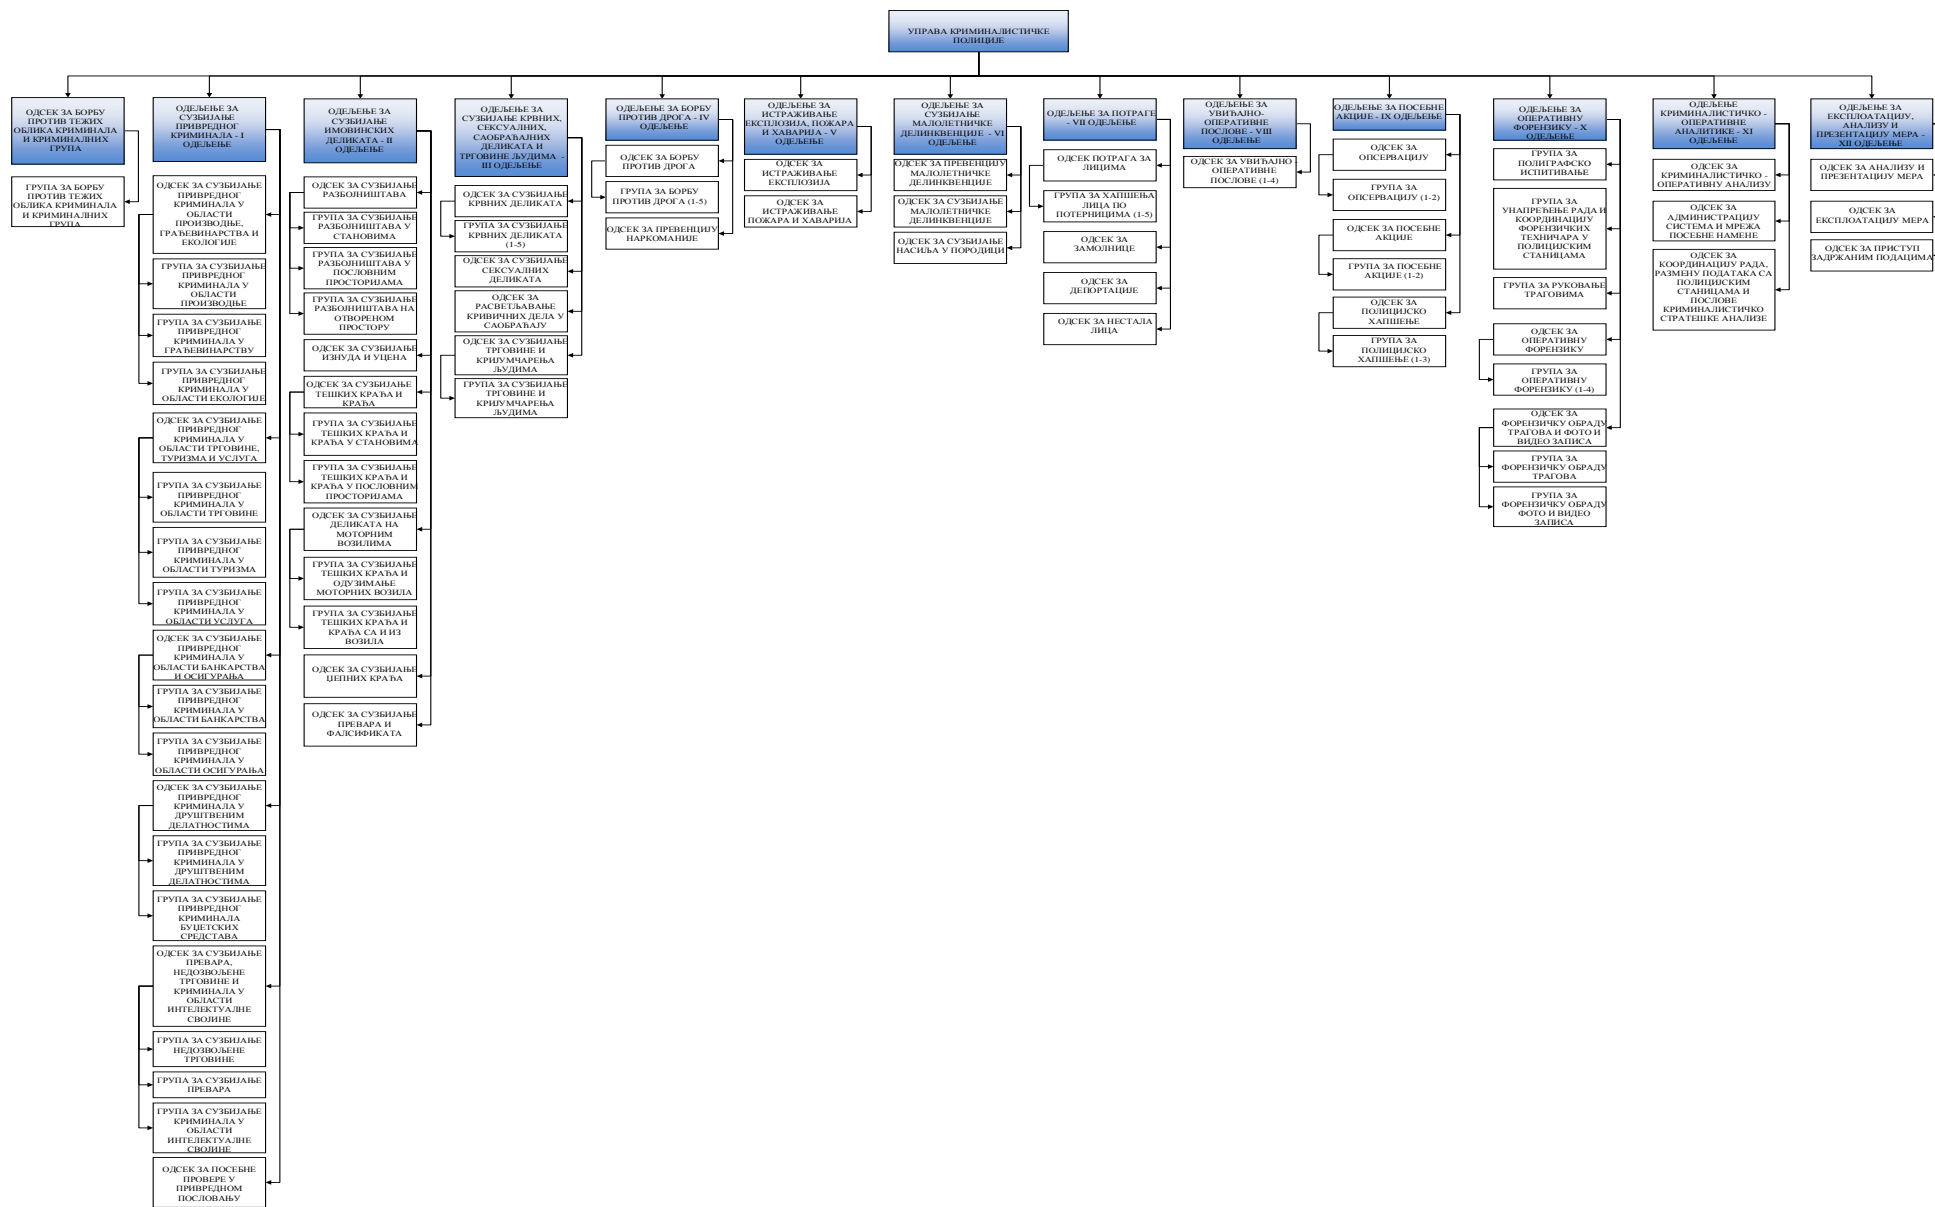 УПРАВА КРИМИНАЛИСТИЧКЕ
ПОЛИЦИЈЕ
ОДСЕК ЗА БОРБУ
ПРОТИВ ТЕЖИХ
ОБЛИКА КРИМИНАЛА
И КРИМИНАЛНИХ
ГРУПА
ГРУПА ЗА БОРБУ
ПРОТИВ ТЕЖИХ
ОБЛИКА КРИМИНАЛА
И КРИМИНАЛНИХ
ГРУПА
ОДЕЉЕЊЕ ЗА
СУЗБИЈАЊЕ
ПРИВРЕДНОГ
КРИМИНАЛА - I
ОДЕЉЕЊЕ
ОДСЕК ЗА СУЗБИЈАЊЕ
ПРИВРЕДНОГ
КРИМИНАЛА У
ОБЛАСТИ
ПРОИЗВОДЊЕ,
ГРАЂЕВИНАРСТВА И
ЕКОЛОГИЈЕ
ГРУПА ЗА СУЗБИЈАЊЕ
ПРИВРЕДНОГ
КРИМИНАЛА У
ОБЛАСТИ
ПРОИЗВОДЊЕ
ГРУПА ЗА СУЗБИЈАЊЕ
ПРИВРЕДНОГ
КРИМИНАЛА У
ГРАЂЕВИНАРСТВУ
ГРУПА ЗА СУЗБИЈАЊЕ
ПРИВРЕДНОГ
КРИМИНАЛА У
ОБЛАСТИ ЕКОЛОГИЈЕ
ОДСЕК ЗА СУЗБИЈАЊЕ
ПРИВРЕДНОГ
КРИМИНАЛА У
ОБЛАСТИ ТРГОВИНЕ,
ТУРИЗМА И УСЛУГА
ГРУПА ЗА СУЗБИЈАЊЕ
ПРИВРЕДНОГ
КРИМИНАЛА У
ОБЛАСТИ ТРГОВИНЕ
ГРУПА ЗА СУЗБИЈАЊЕ
ПРИВРЕДНОГ
КРИМИНАЛА У
ОБЛАСТИ ТУРИЗМА
ГРУПА ЗА СУЗБИЈАЊЕ
ПРИВРЕДНОГ
КРИМИНАЛА У
ОБЛАСТИ УСЛУГА
ОДСЕК ЗА СУЗБИЈАЊЕ
ПРИВРЕДНОГ
КРИМИНАЛА У
ОБЛАСТИ БАНКАРСТВА
И ОСИГУРАЊА
ГРУПА ЗА СУЗБИЈАЊЕ
ПРИВРЕДНОГ
КРИМИНАЛА У
ОБЛАСТИ БАНКАРСТВА
ГРУПА ЗА СУЗБИЈАЊЕ
ПРИВРЕДНОГ
КРИМИНАЛА У
ОБЛАСТИ ОСИГУРАЊА
ОДСЕК ЗА СУЗБИЈАЊЕ
ПРИВРЕДНОГ
КРИМИНАЛА У
ДРУШТВЕНИМ
ДЕЛАТНОСТИМА
ГРУПА ЗА СУЗБИЈАЊЕ
ПРИВРЕДНОГ
КРИМИНАЛА У
ДРУШТВЕНИМ
ДЕЛАТНОСТИМА
ГРУПА ЗА СУЗБИЈАЊЕ
ПРИВРЕДНОГ
КРИМИНАЛА
БУЏЕТСКИХ
СРЕДСТАВА
ОДСЕК ЗА СУЗБИЈАЊЕ
ПРЕВАРА,
НЕДОЗВОЉЕНЕ
ТРГОВИНЕ И
КРИМИНАЛА У
ОБЛАСТИ
ИНТЕЛЕКТУАЛНЕ
СВОЈИНЕ
ГРУПА ЗА СУЗБИЈАЊЕ
НЕДОЗВОЉЕНЕ
ТРГОВИНЕ
ГРУПА ЗА СУЗБИЈАЊЕ
ПРЕВАРА
ГРУПА ЗА СУЗБИЈАЊЕ
КРИМИНАЛА У
ОБЛАСТИ
ИНТЕЛЕКТУАЛНЕ
СВОЈИНЕ
ОДСЕК ЗА ПОСЕБНЕ
ПРОВЕРЕ У
ПРИВРЕДНОМ
ПОСЛОВАЊУ
ОДЕЉЕЊЕ ЗА
СУЗБИЈАЊЕ
ИМОВИНСКИХ
ДЕЛИКАТА - II
ОДЕЉЕЊЕ
ОДСЕК ЗА СУЗБИЈАЊЕ
РАЗБОЈНИШТАВА
ГРУПА ЗА СУЗБИЈАЊЕ
РАЗБОЈНИШТАВА У
СТАНОВИМА
ГРУПА ЗА СУЗБИЈАЊЕ
РАЗБОЈНИШТАВА У
ПОСЛОВНИМ
ПРОСТОРИЈАМА
ГРУПА ЗА СУЗБИЈАЊЕ
РАЗБОЈНИШТАВА НА
ОТВОРЕНОМ
ПРОСТОРУ
ОДСЕК ЗА СУЗБИЈАЊЕ
ИЗНУДА И УЦЕНА
ОДСЕК ЗА СУЗБИЈАЊЕ
ТЕШКИХ КРАЂА И
КРАЂА
ГРУПА ЗА СУЗБИЈАЊЕ
ТЕШКИХ КРАЂА И
КРАЂА У СТАНОВИМА
ГРУПА ЗА СУЗБИЈАЊЕ
ТЕШКИХ КРАЂА И
КРАЂА У ПОСЛОВНИМ
ПРОСТОРИЈАМА
ОДСЕК ЗА СУЗБИЈАЊЕ
ДЕЛИКАТА НА
МОТОРНИМ
ВОЗИЛИМА
ГРУПА ЗА СУЗБИЈАЊЕ
ТЕШКИХ КРАЂА И
ОДУЗИМАЊЕ
МОТОРНИХ ВОЗИЛА
ГРУПА ЗА СУЗБИЈАЊЕ
ТЕШКИХ КРАЂА И
КРАЂА СА И ИЗ
ВОЗИЛА
ОДСЕК ЗА СУЗБИЈАЊЕ
ЏЕПНИХ КРАЂА
ОДСЕК ЗА СУЗБИЈАЊЕ
ПРЕВАРА И
ФАЛСИФИКАТА
ОДЕЉЕЊЕ ЗА
СУЗБИЈАЊЕ КРВНИХ,
СЕКСУАЛНИХ,
САОБРАЋАЈНИХ
ДЕЛИКАТА И
ТРГОВИНЕ ЉУДИМА -
III ОДЕЉЕЊЕ
ОДСЕК ЗА СУЗБИЈАЊЕ
КРВНИХ ДЕЛИКАТА
ГРУПА ЗА СУЗБИЈАЊЕ
КРВНИХ ДЕЛИКАТА
(1-5)
ОДСЕК ЗА СУЗБИЈАЊЕ
СЕКСУАЛНИХ
ДЕЛИКАТА
ОДСЕК ЗА
РАСВЕТЉАВАЊЕ
КРИВИЧНИХ ДЕЛА У
САОБРАЋАЈУ
ОДСЕК ЗА СУЗБИЈАЊЕ
ТРГОВИНЕ И
КРИЈУМЧАРЕЊА
ЉУДИМА
ГРУПА ЗА СУЗБИЈАЊЕ
ТРГОВИНЕ И
КРИЈУМЧАРЕЊА
ЉУДИМА
ОДЕЉЕЊЕ ЗА БОРБУ
ПРОТИВ ДРОГА - IV
ОДЕЉЕЊЕ
ОДСЕК ЗА БОРБУ
ПРОТИВ ДРОГА
ГРУПА ЗА БОРБУ
ПРОТИВ ДРОГА (1-5)
ОДСЕК ЗА ПРЕВЕНЦИЈУ
НАРКОМАНИЈЕ
ОДЕЉЕЊЕ ЗА
ИСТРАЖИВАЊЕ
ЕКСПЛОЗИЈА, ПОЖАРА
И ХАВАРИЈА - V
ОДЕЉЕЊЕ
ОДСЕК ЗА
ИСТРАЖИВАЊЕ
ЕКСПЛОЗИЈА
ОДСЕК ЗА
ИСТРАЖИВАЊЕ
ПОЖАРА И ХАВАРИЈА
ОДЕЉЕЊЕ ЗА
СУЗБИЈАЊЕ
МАЛОЛЕТНИЧКЕ
ДЕЛИНКВЕНЦИЈЕ - VI
ОДЕЉЕЊЕ
ОДСЕК ЗА ПРЕВЕНЦИЈУ
МАЛОЛЕТНИЧКЕ
ДЕЛИНКВЕНЦИЈЕ
ОДСЕК ЗА СУЗБИЈАЊЕ
МАЛОЛЕТНИЧКЕ
ДЕЛИНКВЕНЦИЈЕ
ОДСЕК ЗА СУЗБИЈАЊЕ
НАСИЉА У ПОРОДИЦИ
ОДЕЉЕЊЕ ЗА ПОТРАГЕ
- VII ОДЕЉЕЊЕ
ОДСЕК ПОТРАГА ЗА
ЛИЦИМА
ГРУПА ЗА ХАПШЕЊА
ЛИЦА ПО
ПОТЕРНИЦИМА (1-5)
ОДСЕК ЗА
ЗАМОЛНИЦЕ
ОДСЕК ЗА
ДЕПОРТАЦИЈЕ
ОДСЕК ЗА НЕСТАЛА
ЛИЦА
ОДЕЉЕЊЕ ЗА
УВИЂАЈНО-
ОПЕРАТИВНЕ
ПОСЛОВЕ - VIII
ОДЕЉЕЊЕ
ОДСЕК ЗА УВИЂАЈНО -
ОПЕРАТИВНЕ
ПОСЛОВЕ (1-4)
ОДЕЉЕЊЕ ЗА ПОСЕБНЕ
АКЦИЈЕ - IX ОДЕЉЕЊЕ
ОДСЕК ЗА
ОПСЕРВАЦИЈУ
ГРУПА ЗА
ОПСЕРВАЦИЈУ (1-2)
ОДСЕК ЗА ПОСЕБНЕ
АКЦИЈЕ
ГРУПА ЗА ПОСЕБНЕ
АКЦИЈЕ (1-2)
ОДСЕК ЗА
ПОЛИЦИЈСКО
ХАПШЕЊЕ
ГРУПА ЗА
ПОЛИЦИЈСКО
ХАПШЕЊЕ (1-3)
ОДЕЉЕЊЕ ЗА
ОПЕРАТИВНУ
ФОРЕНЗИКУ - X
ОДЕЉЕЊЕ
ГРУПА ЗА
ПОЛИГРАФСКО
ИСПИТИВАЊЕ
ГРУПА ЗА
УНАПРЕЂЕЊЕ РАДА И
КООРДИНАЦИЈУ
ФОРЕНЗИЧКИХ
ТЕХНИЧАРА У
ПОЛИЦИЈСКИМ
СТАНИЦАМА
ГРУПА ЗА РУКОВАЊЕ
ТРАГОВИМА
ОДСЕК ЗА
ОПЕРАТИВНУ
ФОРЕНЗИКУ
ГРУПА ЗА
ОПЕРАТИВНУ
ФОРЕНЗИКУ (1-4)
ОДСЕК ЗА
ФОРЕНЗИЧКУ ОБРАДУ
ТРАГОВА И ФОТО И
ВИДЕО ЗАПИСА
ГРУПА ЗА
ФОРЕНЗИЧКУ ОБРАДУ
ТРАГОВА
ГРУПА ЗА
ФОРЕНЗИЧКУ ОБРАДУ
ФОТО И ВИДЕО
ЗАПИСА
ОДЕЉЕЊЕ
КРИМИНАЛИСТИЧКО -
ОПЕРАТИВНЕ
АНАЛИТИКЕ - XI
ОДЕЉЕЊЕ
ОДСЕК ЗА
КРИМИНАЛИСТИЧКО -
ОПЕРАТИВНУ АНАЛИЗУ
ОДСЕК ЗА
АДМИНИСТРАЦИЈУ
СИСТЕМА И МРЕЖА
ПОСЕБНЕ НАМЕНЕ
ОДСЕК ЗА
КООРДИНАЦИЈУ РАДА,
РАЗМЕНУ ПОДАТАКА СА
ПОЛИЦИЈСКИМ
СТАНИЦАМА И
ПОСЛОВЕ
КРИМИНАЛИСТИЧКО
СТРАТЕШКЕ АНАЛИЗЕ
ОДЕЉЕЊЕ ЗА
ЕКСПЛОАТАЦИЈУ,
АНАЛИЗУ И
ПРЕЗЕНТАЦИЈУ МЕРА -
XII ОДЕЉЕЊЕ
ОДСЕК ЗА АНАЛИЗУ И
ПРЕЗЕНТАЦИЈУ МЕРА
ОДСЕК ЗА
ЕКСПЛОАТАЦИЈУ МЕРА
ОДСЕК ЗА ПРИСТУП
ЗАДРЖАНИМ ПОДАЦИМА